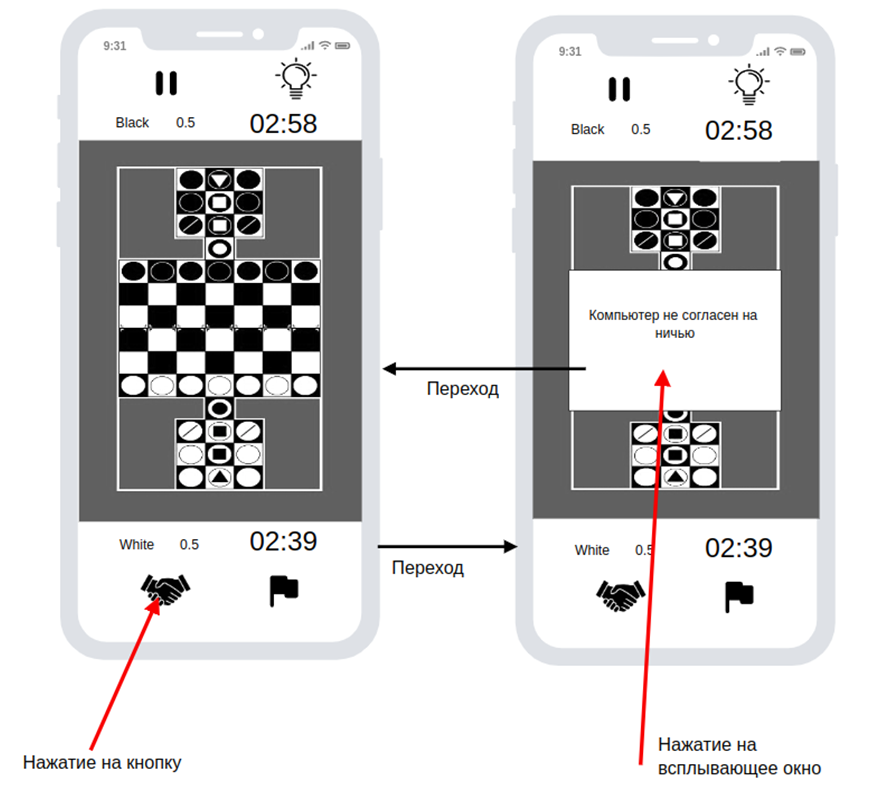 9:31
Black 0.5 02:58
White 0.5 02:39
Нажатие на кнопку
Переход
Переход
9:31
Black 0.5 02:58
Компьютер не согласен на
ничью
White 0.5 02:39
Нажатие на
всплывающее окно